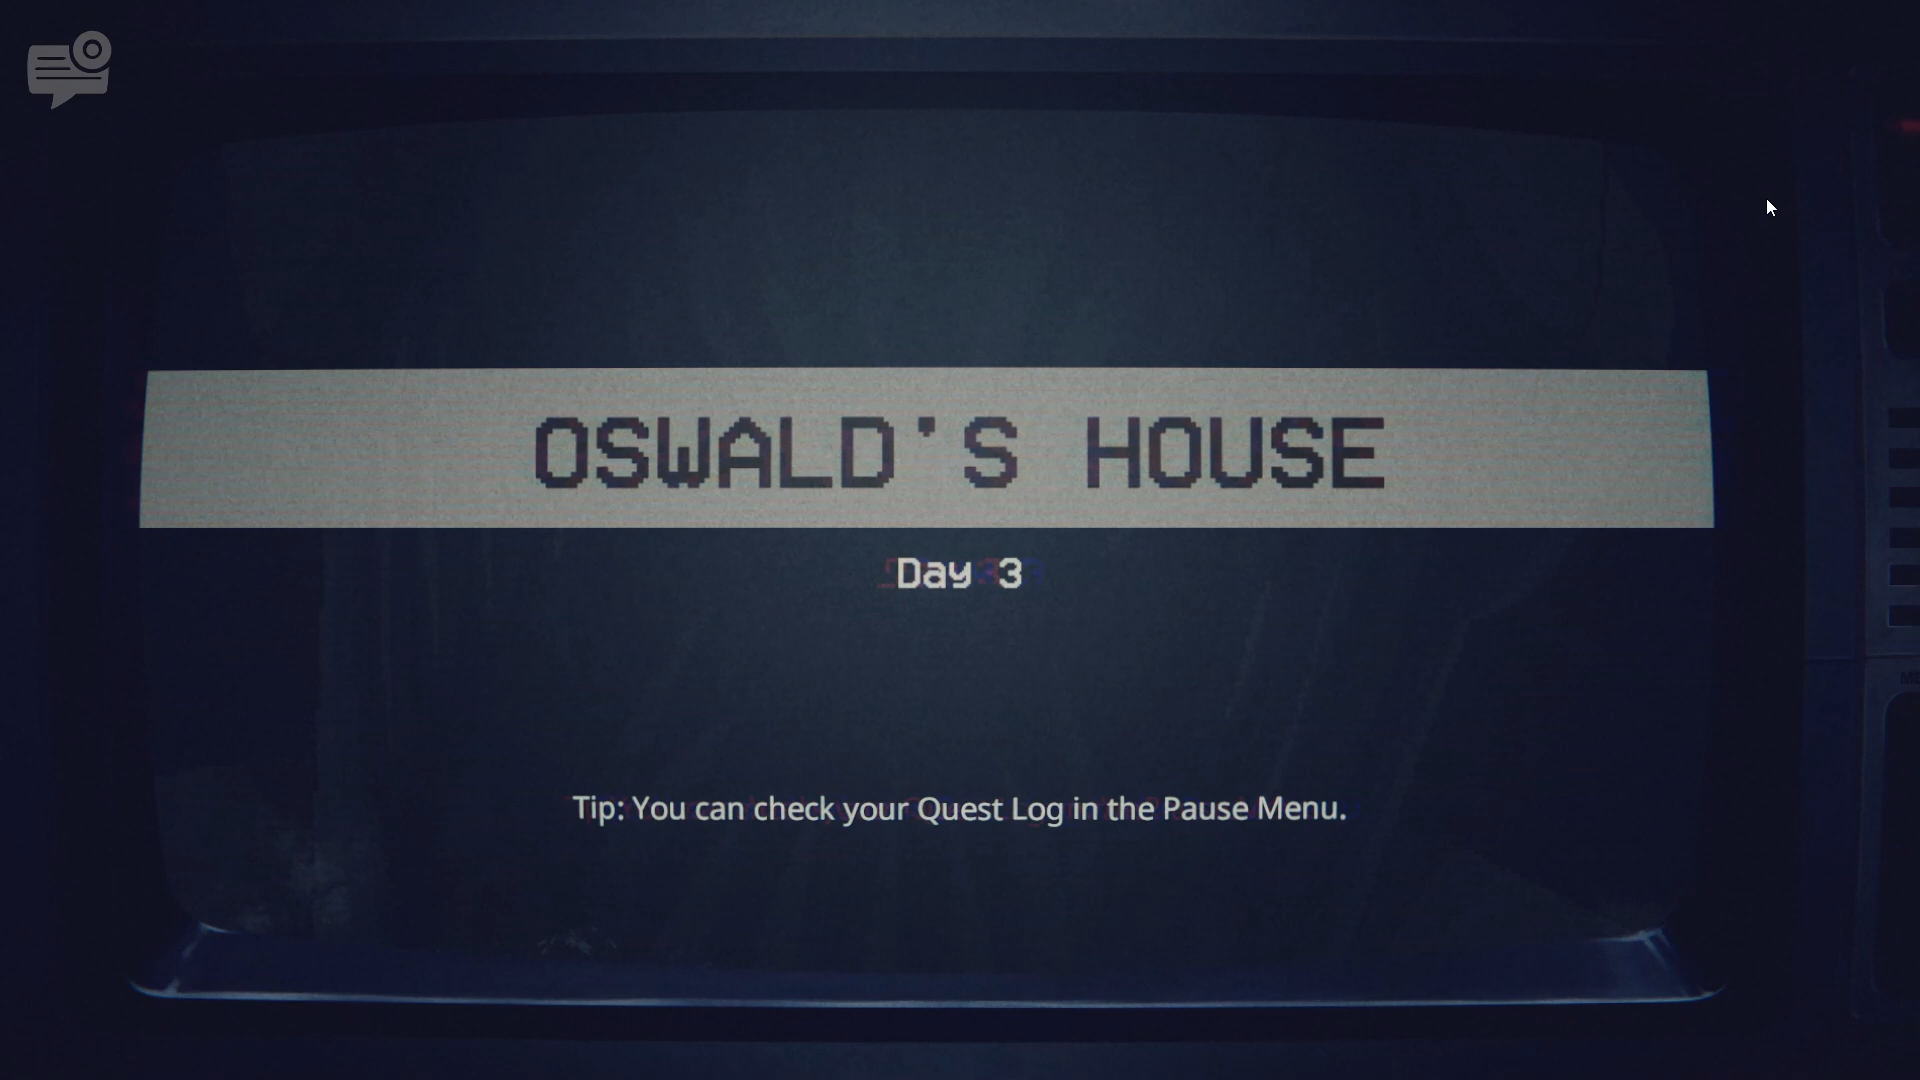 OSWALD'S HOUSE
Day 3
Tip: You can check your Quest Log in the Pause Menu.